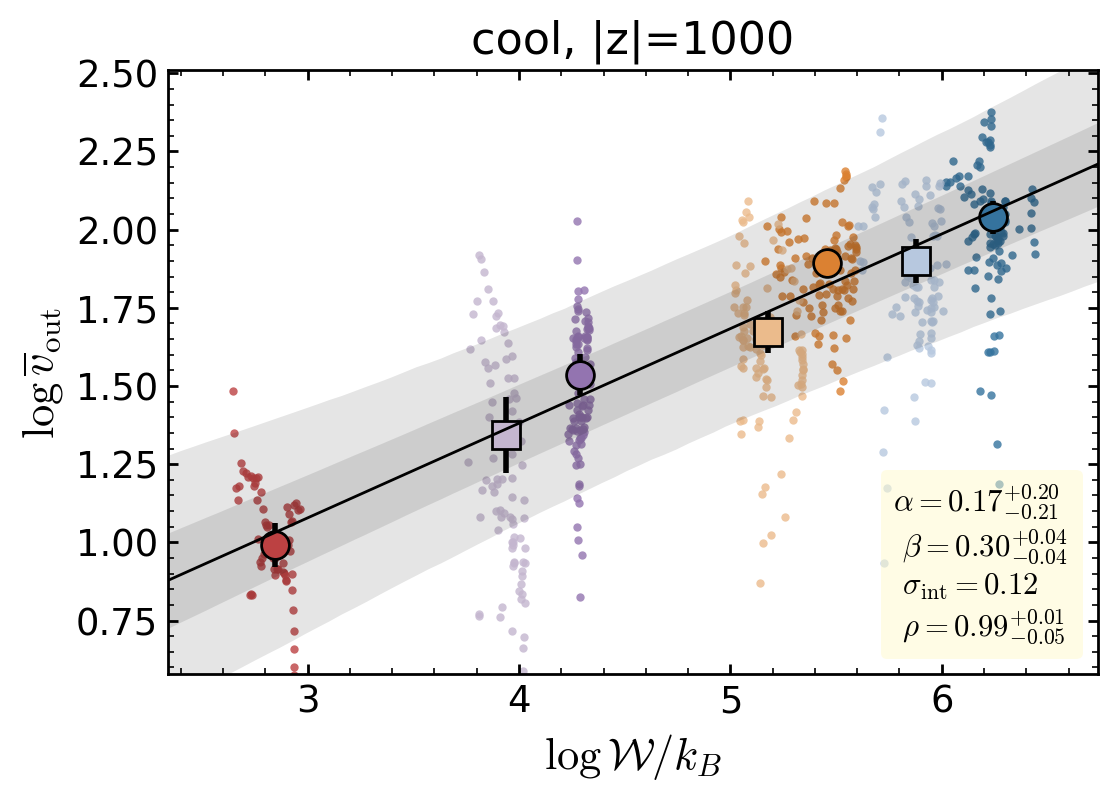 cool, |z|=1000
2.50
2.25
2.00
1.75
1.50
1.25
1.00
0.75
log v̅_out
α = 0.17^{+0.20}_{−0.21}
β = 0.30^{+0.04}_{−0.04}
σ_int = 0.12
ρ = 0.99^{+0.01}_{−0.05}
3 4 5 6
log 𝒲/k_B